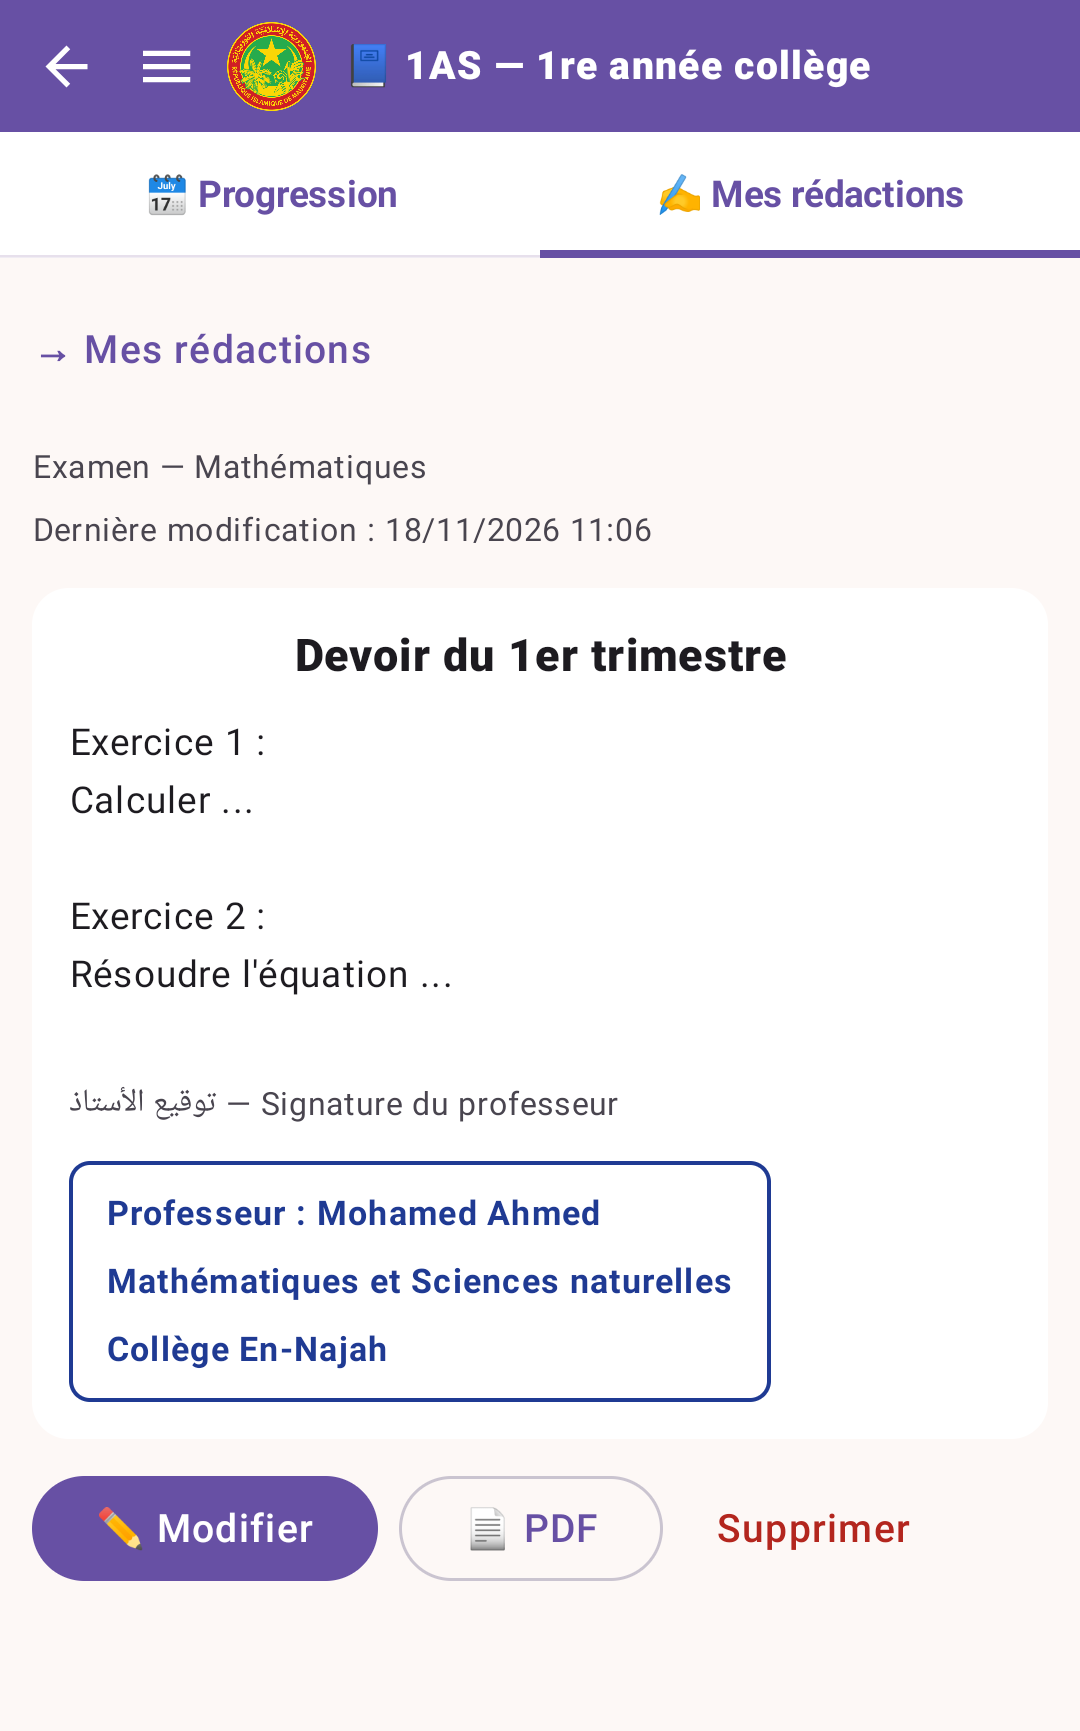 1AS — 1re année collège
Progression
Mes rédactions
→ Mes rédactions
Examen — Mathématiques
Dernière modification : 18/11/2026 11:06
Devoir du 1er trimestre
Exercice 1 :
Calculer ...
Exercice 2 :
Résoudre l'équation ...
توقيع الأستاذ — Signature du professeur
Professeur : Mohamed Ahmed
Mathématiques et Sciences naturelles
Collège En-Najah
Modifier
PDF
Supprimer